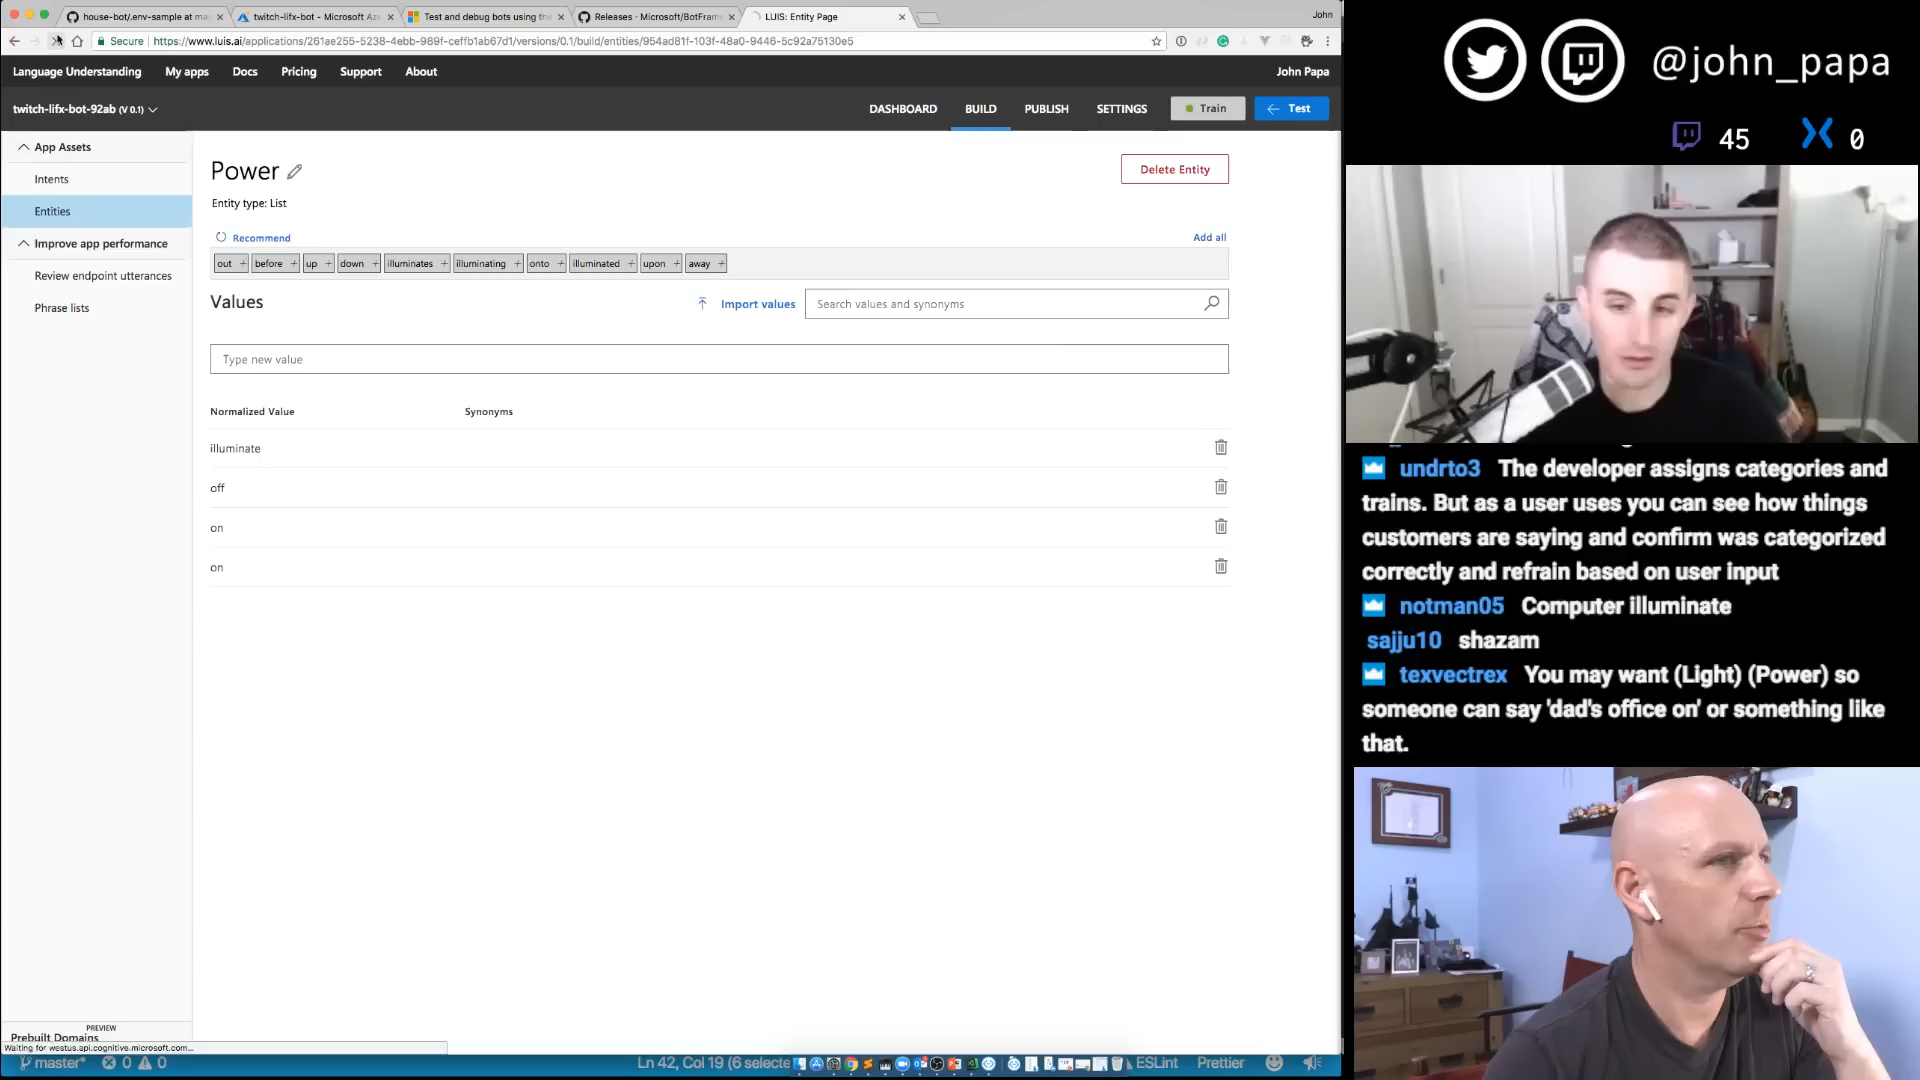 house-bot/.env-sample at mas
twitch-lifx-bot - Microsoft Az
Test and debug bots using the
Releases · Microsoft/BotFram
LUIS: Entity Page
John
Secure
https://www.luis.ai/applications/261ae255-5238-4ebb-989f-ceffb1ab67d1/versions/0.1/build/entities/954ad81f-103f-48a0-9446-5c92a75130e5
Language Understanding
My apps
Docs
Pricing
Support
About
John Papa
twitch-lifx-bot-92ab (V 0.1)
DASHBOARD
BUILD
PUBLISH
SETTINGS
Train
Test
App Assets
Intents
Entities
Improve app performance
Review endpoint utterances
Phrase lists
Prebuilt Domains
PREVIEW
Power
Delete Entity
Entity type: List
Recommend
Add all
out + before + up + down + illuminates + illuminating + onto + illuminated + upon + away +
Values
Import values
Search values and synonyms
Type new value
Normalized Value
Synonyms
illuminate
off
on
on
Waiting for westus.api.cognitive.microsoft.com...
master*
0
0
Ln 42, Col 19 (6 selecte
ESLint
Prettier
@john_papa
45
0
undrto3 The developer assigns categories and
trains. But as a user uses you can see how things
customers are saying and confirm was categorized
correctly and refrain based on user input
notman05 Computer illuminate
sajju10 shazam
texvectrex You may want (Light) (Power) so
someone can say 'dad's office on' or something like
that.